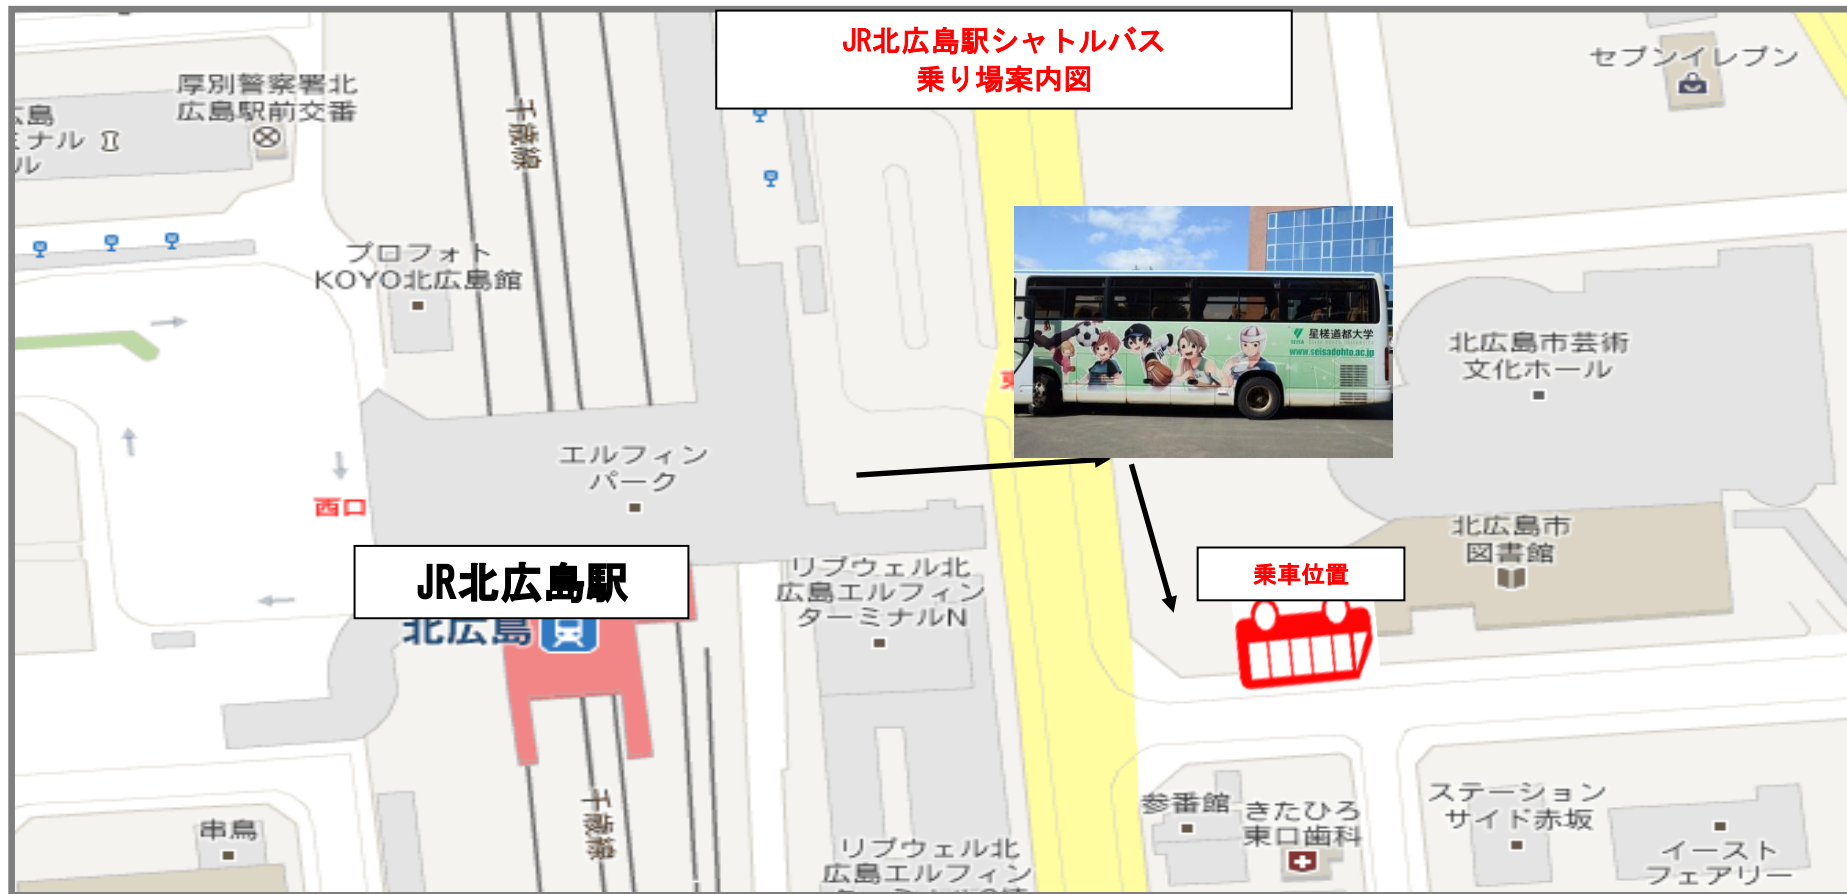 JR北広島駅シャトルバス
乗り場案内図
セブンイレブン
厚別警察署北
広島駅前交番
広島
ミナル
ル
千歳線
プロフォト
KOYO北広島館
星槎道都大学
www.seisadohto.ac.jp
北広島市芸術
文化ホール
東
エルフィン
パーク
西口
北広島市
図書館
JR北広島駅
乗車位置
リブウェル北
広島エルフィン
ターミナルN
北広島
千歳線
串鳥
参番館
きたひろ
東口歯科
ステーション
サイド赤坂
イースト
フェアリー
リブウェル北
広島エルフィン